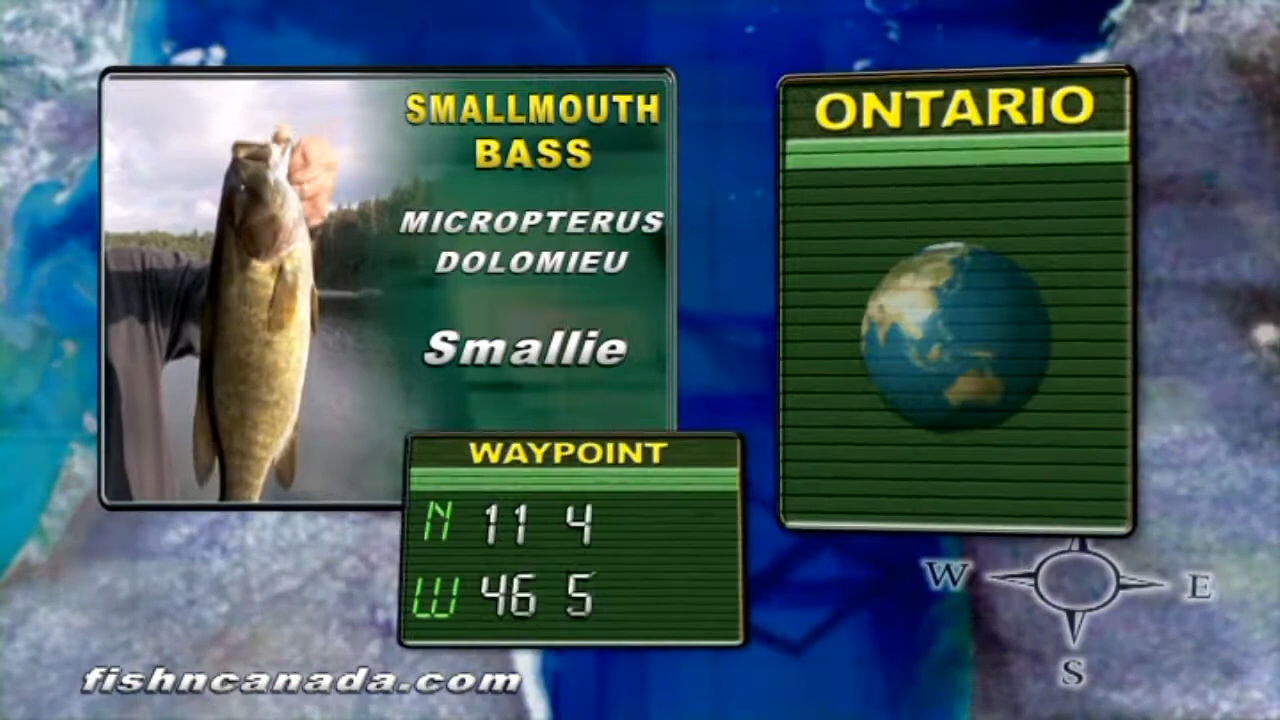 SMALLMOUTH
BASS
MICROPTERUS
DOLOMIEU
Smallie
ONTARIO
WAYPOINT
N 11 4
W 46 5
W E
S
fishncanada.com